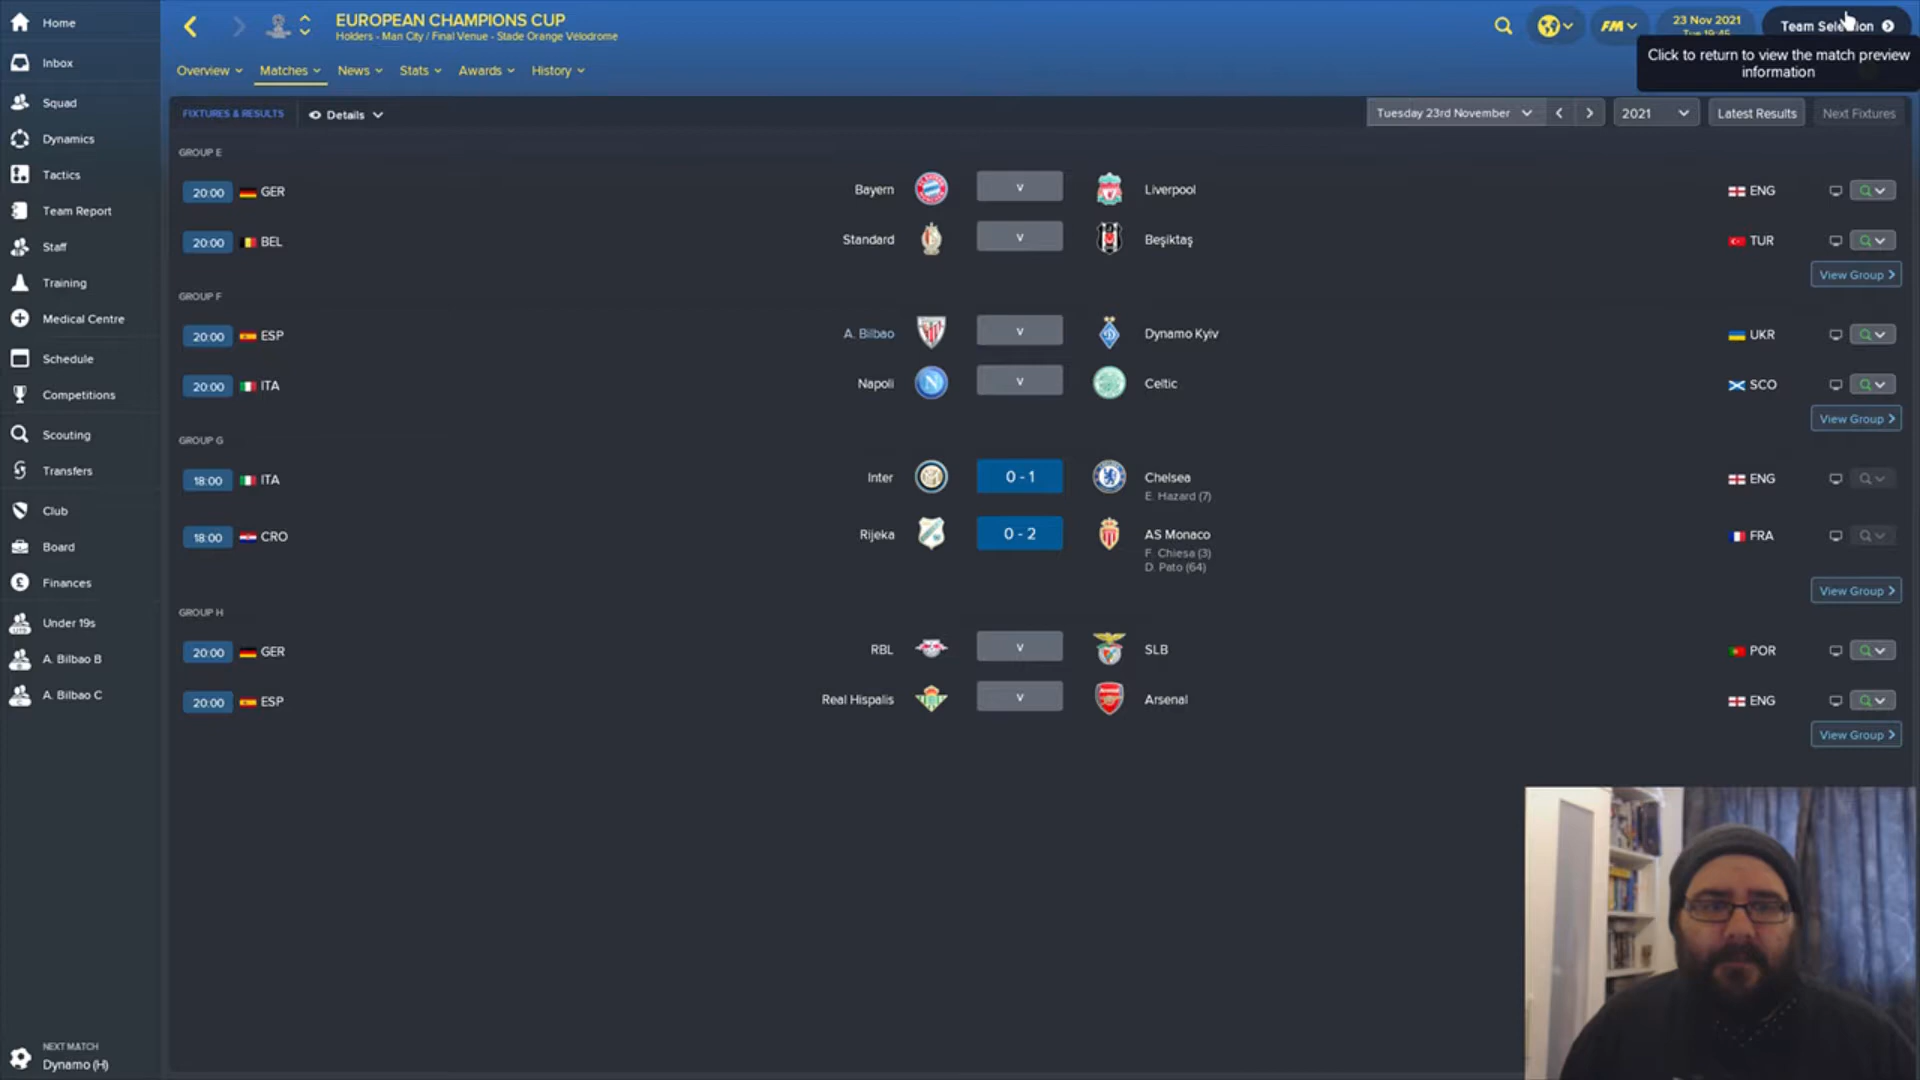 Home
Inbox
Squad
Dynamics
Tactics
Team Report
Staff
Training
Medical Centre
Schedule
Competitions
Scouting
Transfers
Club
Board
Finances
Under 19s
A. Bilbao B
A. Bilbao C
NEXT MATCH
Dynamo (H)
EUROPEAN CHAMPIONS CUP
Holders - Man City / Final Venue - Stade Orange Vélodrome
FM
23 Nov 2021
Tue 19:45
Team Selection
Click to return to view the match preview
information
Overview Matches News Stats Awards History
FIXTURES & RESULTS Details Tuesday 23rd November 2021 Latest Results Next Fixtures
GROUP E
20:00 GER Bayern v Liverpool ENG
20:00 BEL Standard v Beşiktaş TUR
View Group
GROUP F
20:00 ESP A. Bilbao v Dynamo Kyiv UKR
20:00 ITA Napoli v Celtic SCO
View Group
GROUP G
18:00 ITA Inter 0 - 1 Chelsea ENG
E. Hazard (7)
18:00 CRO Rijeka 0 - 2 AS Monaco FRA
F. Chiesa (3)
D. Pato (64)
View Group
GROUP H
20:00 GER RBL v SLB POR
20:00 ESP Real Hispalis v Arsenal ENG
View Group